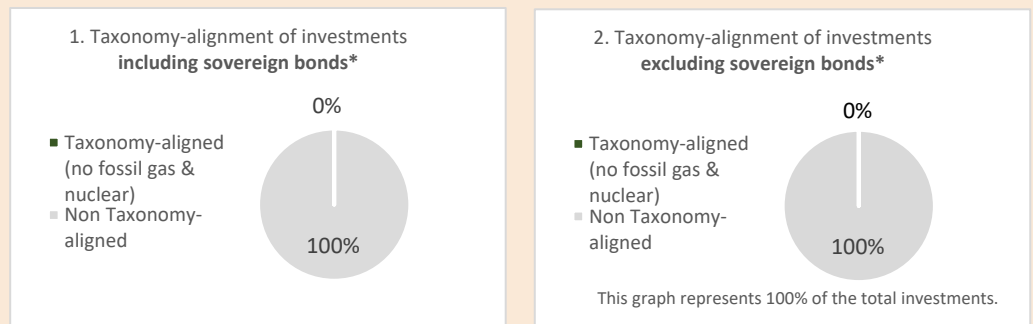 1. Taxonomy-alignment of investments
including sovereign bonds*
0%
Taxonomy-aligned
(no fossil gas &
nuclear)
Non Taxonomy-
aligned
100%
2. Taxonomy-alignment of investments
excluding sovereign bonds*
0%
Taxonomy-aligned
(no fossil gas &
nuclear)
Non Taxonomy-
aligned
100%
This graph represents 100% of the total investments.